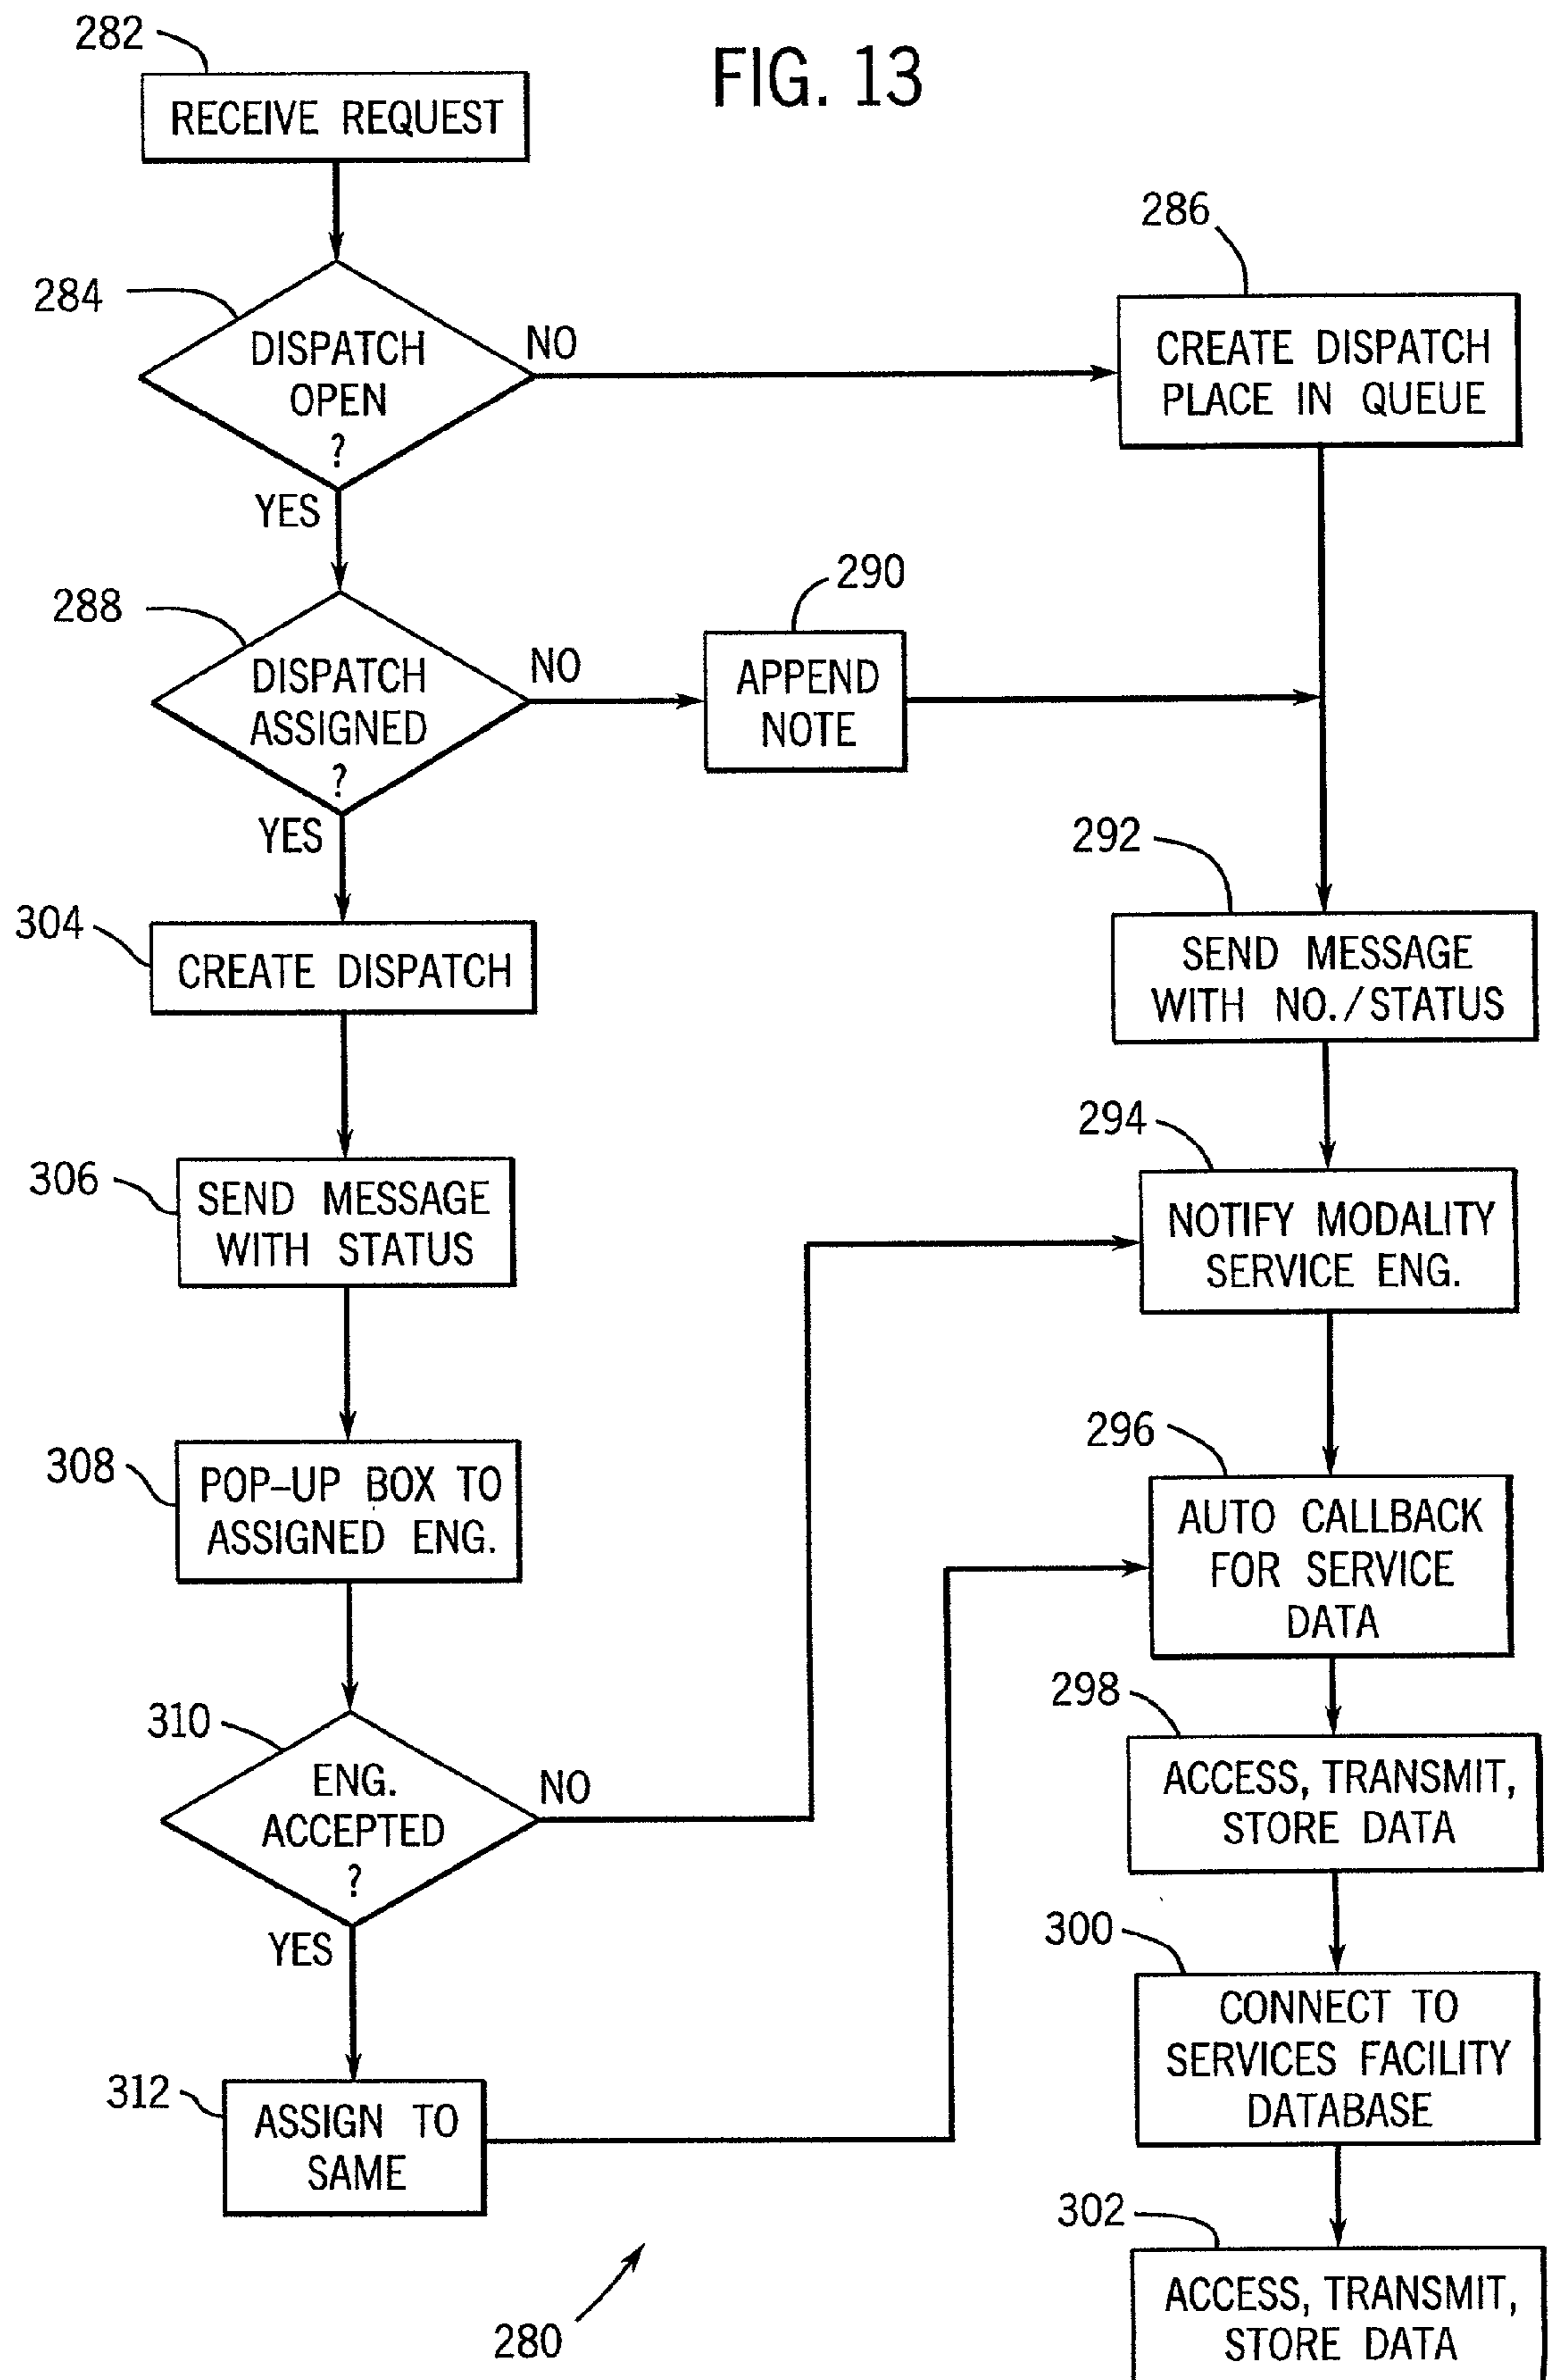 FIG. 13
282
RECEIVE REQUEST
284
DISPATCH
OPEN
?
NO
YES
286
CREATE DISPATCH
PLACE IN QUEUE
288
DISPATCH
ASSIGNED
?
NO
YES
290
APPEND
NOTE
292
SEND MESSAGE
WITH NO./STATUS
304
CREATE DISPATCH
294
NOTIFY MODALITY
SERVICE ENG.
306
SEND MESSAGE
WITH STATUS
296
AUTO CALLBACK
FOR SERVICE
DATA
308
POP-UP BOX TO
ASSIGNED ENG.
298
ACCESS, TRANSMIT,
STORE DATA
310
ENG.
ACCEPTED
?
NO
YES
300
CONNECT TO
SERVICES FACILITY
DATABASE
312
ASSIGN TO
SAME
302
ACCESS, TRANSMIT,
STORE DATA
280